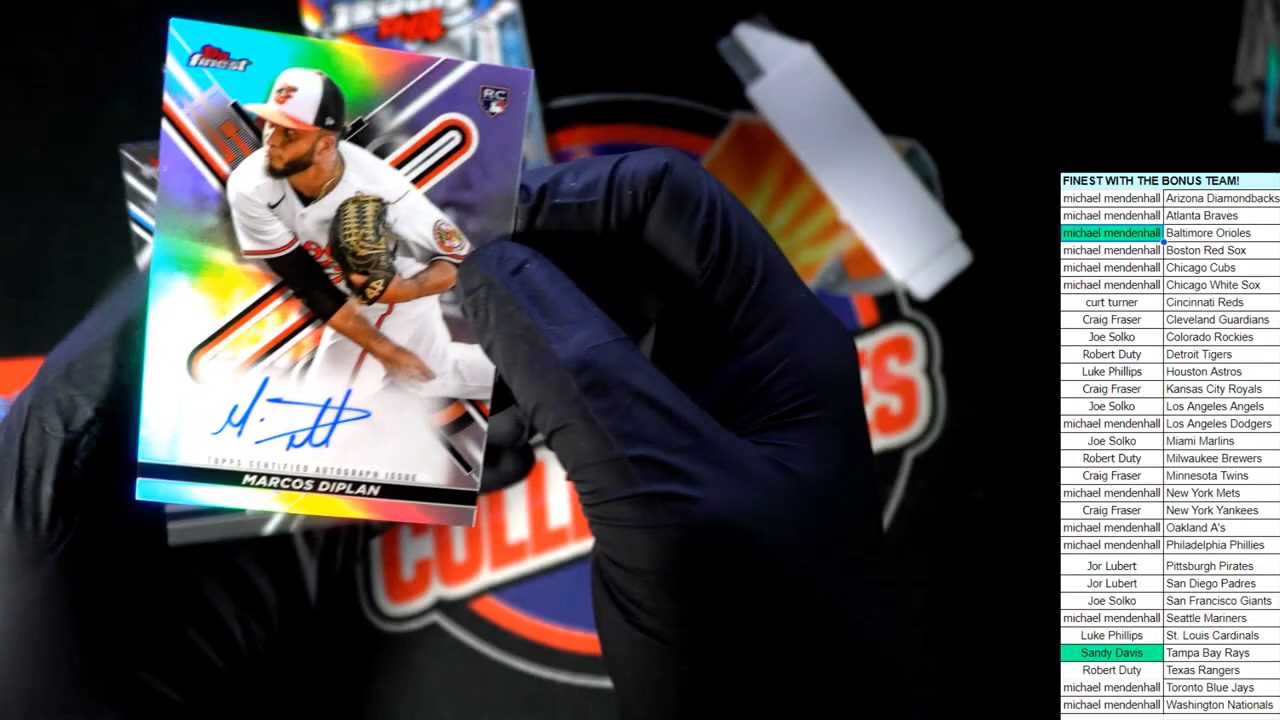 Topps
finest
RC
TOPPS CERTIFIED AUTOGRAPH ISSUE
MARCOS DIPLAN
COLLE
ES
FINEST WITH THE BONUS TEAM!
michael mendenhall Arizona Diamondbacks
michael mendenhall Atlanta Braves
michael mendenhall Baltimore Orioles
michael mendenhall Boston Red Sox
michael mendenhall Chicago Cubs
michael mendenhall Chicago White Sox
curt turner Cincinnati Reds
Craig Fraser Cleveland Guardians
Joe Solko Colorado Rockies
Robert Duty Detroit Tigers
Luke Phillips Houston Astros
Craig Fraser Kansas City Royals
Joe Solko Los Angeles Angels
michael mendenhall Los Angeles Dodgers
Joe Solko Miami Marlins
Robert Duty Milwaukee Brewers
Craig Fraser Minnesota Twins
michael mendenhall New York Mets
Craig Fraser New York Yankees
michael mendenhall Oakland A's
michael mendenhall Philadelphia Phillies
Jor Lubert Pittsburgh Pirates
Jor Lubert San Diego Padres
Joe Solko San Francisco Giants
michael mendenhall Seattle Mariners
Luke Phillips St. Louis Cardinals
Sandy Davis Tampa Bay Rays
Robert Duty Texas Rangers
michael mendenhall Toronto Blue Jays
michael mendenhall Washington Nationals